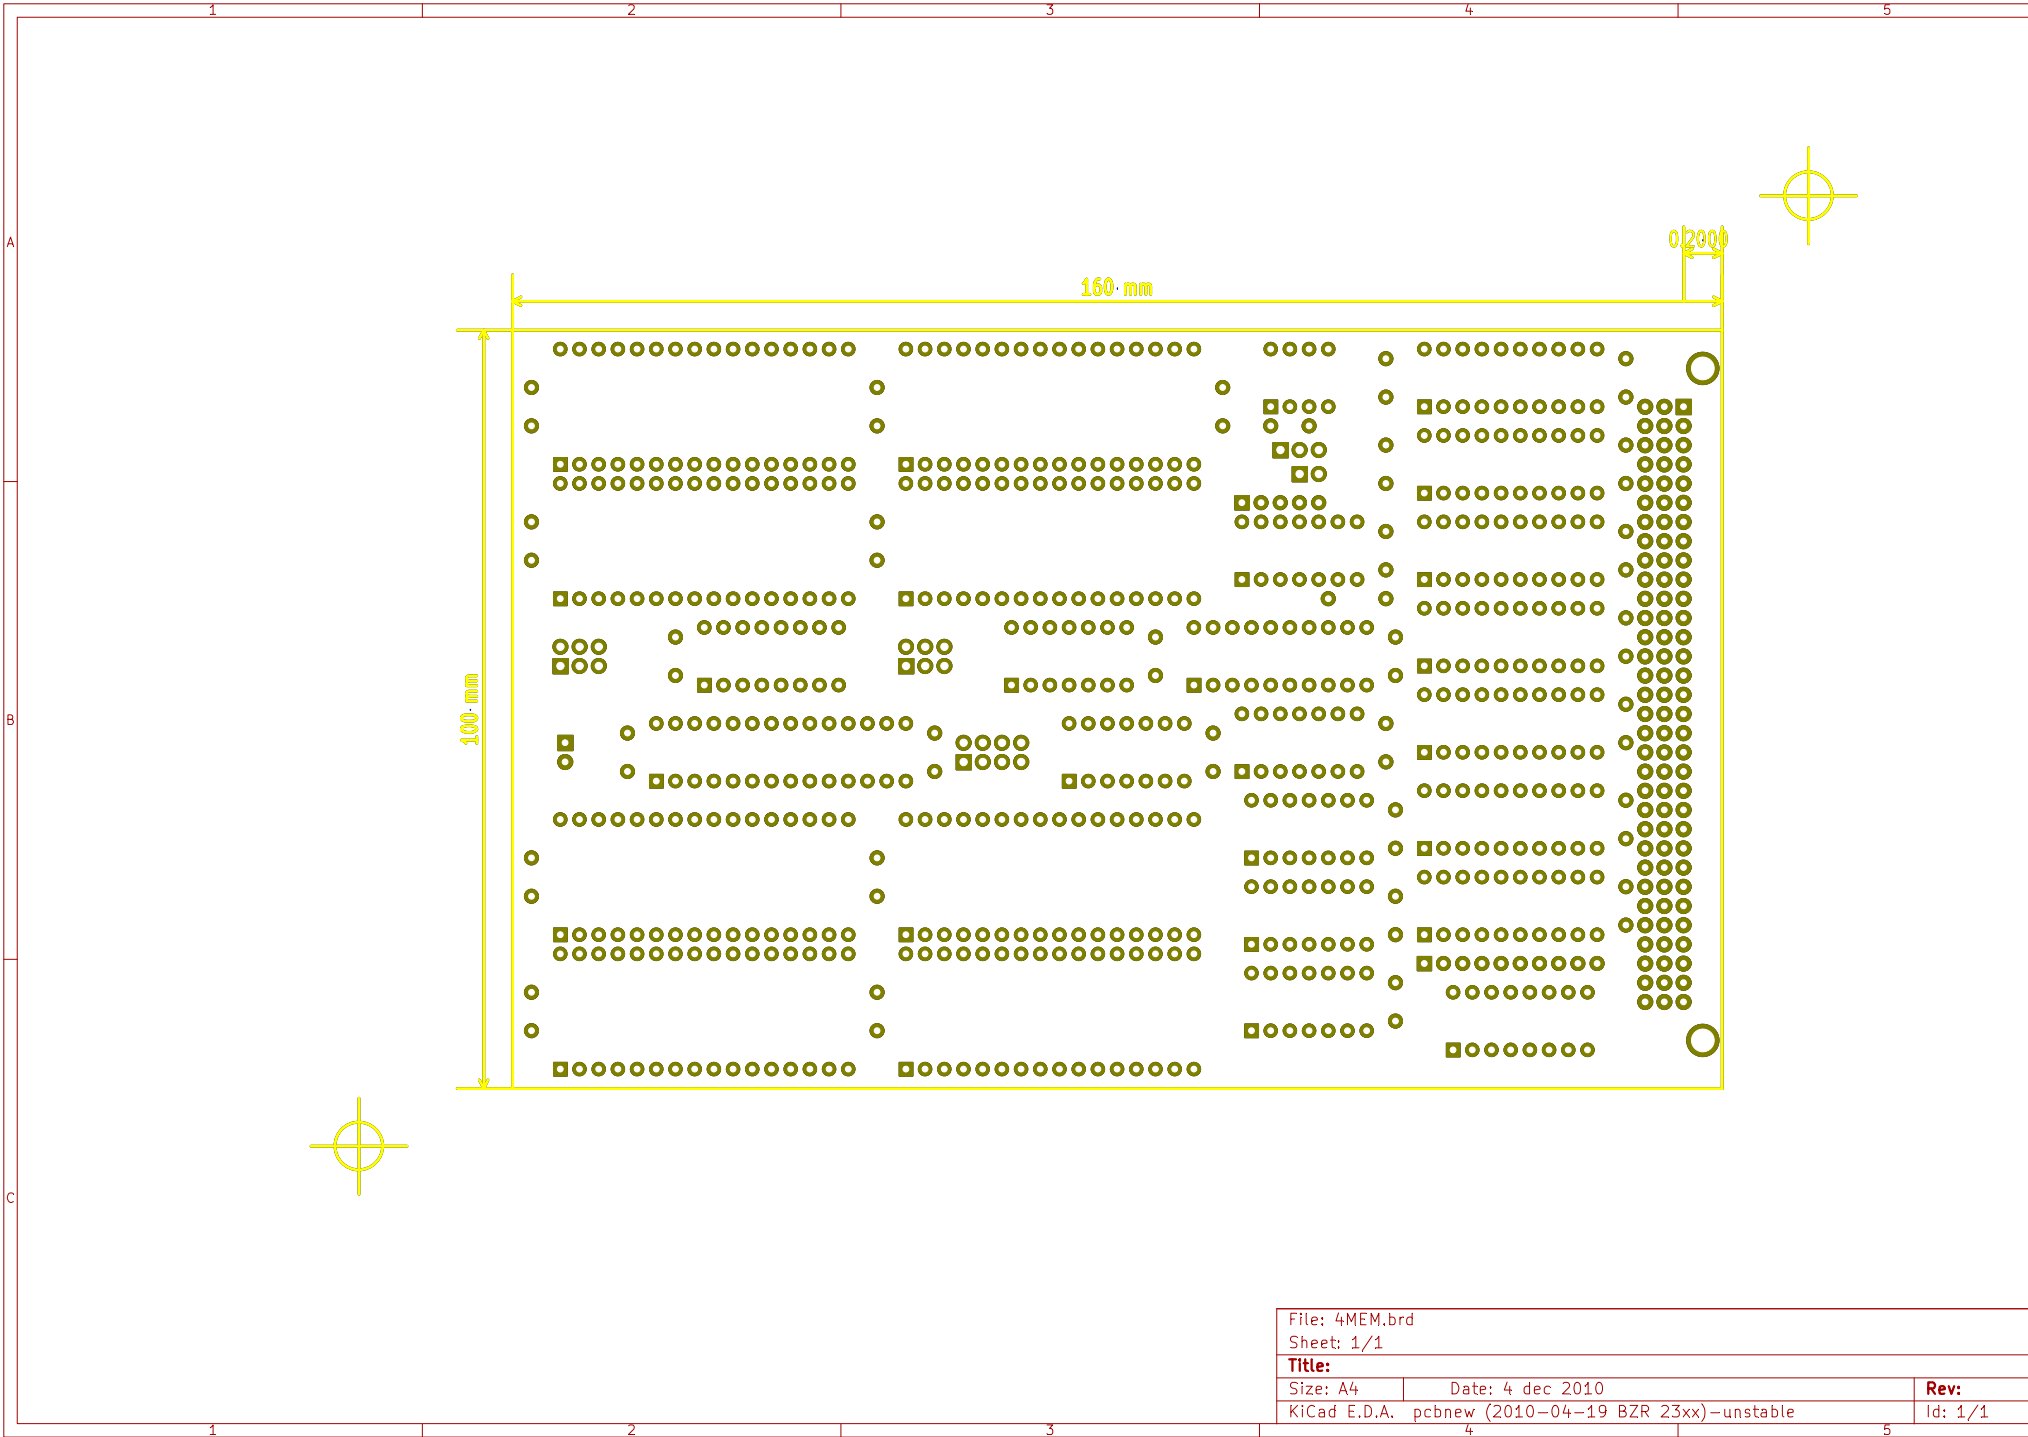 1 2 3 4 5
0.2000
A
160 mm
100 mm
B
C
File: 4MEM.brd
Sheet: 1/1
Title:
Size: A4 Date: 4 dec 2010 Rev:
KiCad E.D.A. pcbnew (2010-04-19 BZR 23xx)-unstable Id: 1/1
1 2 3 4 5